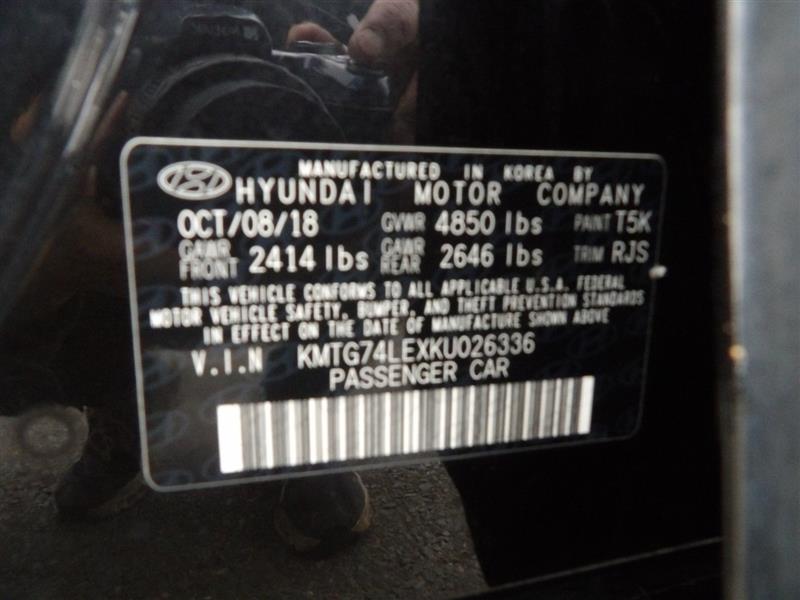 MANUFACTURED IN KOREA BY
HYUNDAI MOTOR COMPANY
OCT/08/18 GVWR 4850 lbs PAINT T5K
GAWR FRONT 2414 lbs GAWR REAR 2646 lbs TRIM RJS
THIS VEHICLE CONFORMS TO ALL APPLICABLE U.S.A. FEDERAL
MOTOR VEHICLE SAFETY, BUMPER, AND THEFT PREVENTION STANDARDS
IN EFFECT ON THE DATE OF MANUFACTURE SHOWN ABOVE.
V.I.N KMTG74LEXKU026336
PASSENGER CAR